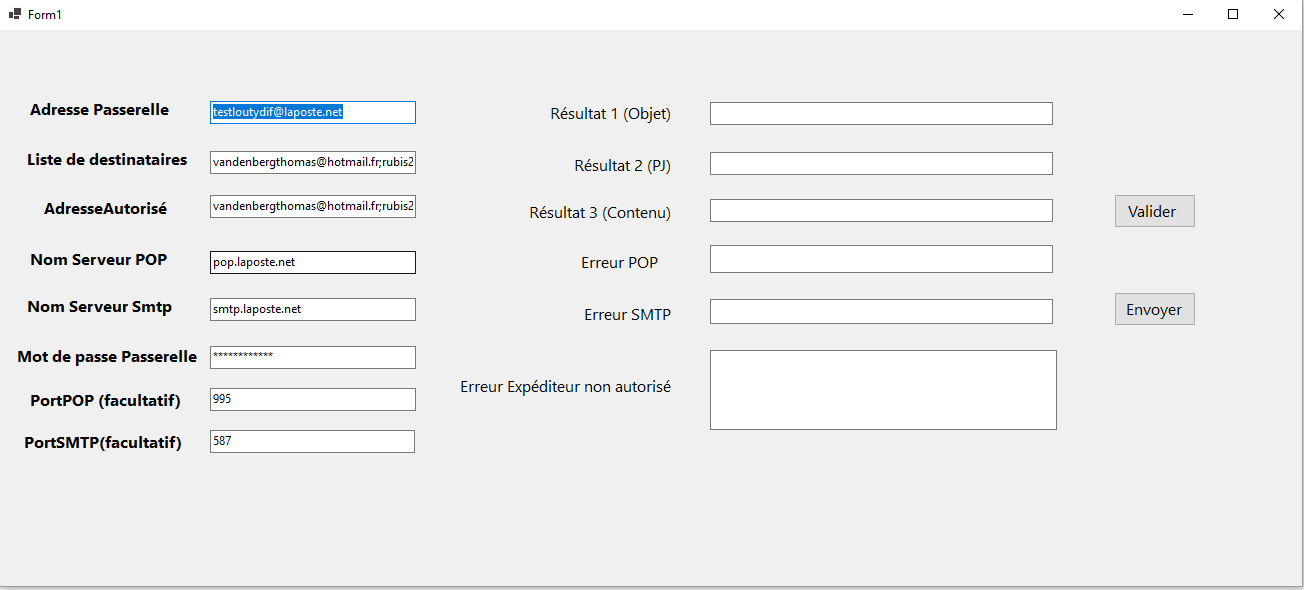 Form1
Adresse Passerelle
testloutydif@laposte.net
Résultat 1 (Objet)
Liste de destinataires
vandenbergthomas@hotmail.fr;rubis2
Résultat 2 (PJ)
AdresseAutorisé
vandenbergthomas@hotmail.fr;rubis2
Résultat 3 (Contenu)
Valider
Nom Serveur POP
pop.laposte.net
Erreur POP
Nom Serveur Smtp
smtp.laposte.net
Erreur SMTP
Envoyer
Mot de passe Passerelle
************
Erreur Expéditeur non autorisé
PortPOP (facultatif)
995
PortSMTP(facultatif)
587